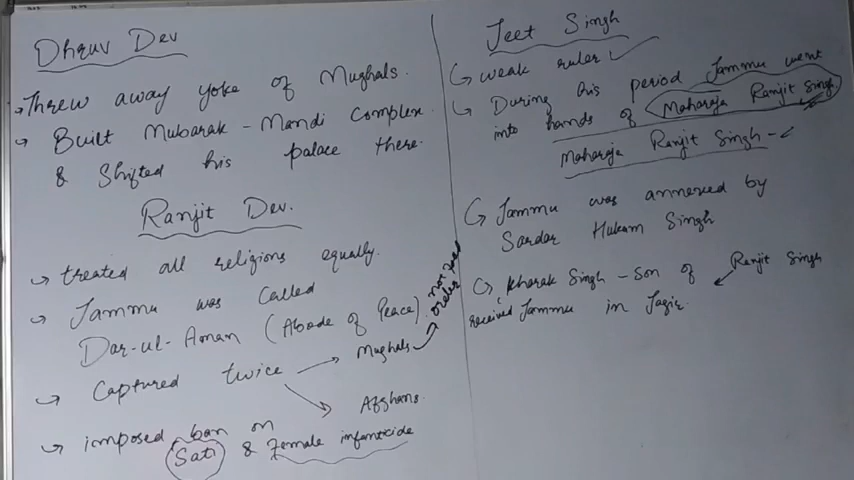 Dhruv Dev
Threw away yoke of Mughals.
Built Mubarak - Mandi Complex
& Shifted his palace there.
Ranjit Dev.
treated all religions equally.
Jammu was called
Dar-ul-Aman (Abode of Peace)
Captured twice → Mughals → not
orders
Afghans.
imposed ban on
Sati & Female infanticide
Jeet Singh
weak ruler
During his period Jammu went
into hands of Maharaja Ranjit Singh
Maharaja Ranjit Singh -
Jammu was annexed by
Sardar Hukam Singh
Kharak Singh - Son of Ranjit Singh
received Jammu in Jagir.